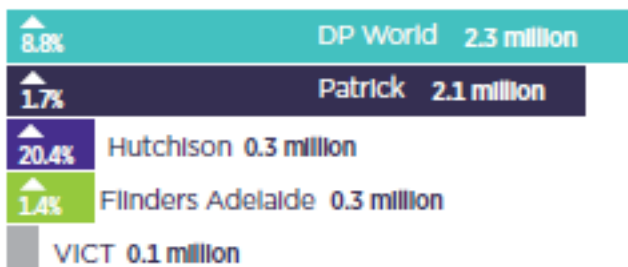 8.8% DP World 2.3 million
1.7% Patrick 2.1 million
20.4% Hutchison 0.3 million
1.4% Flinders Adelaide 0.3 million
VICT 0.1 million